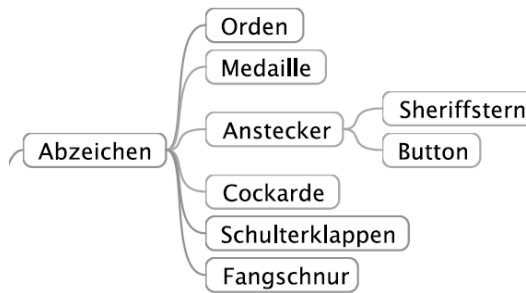 Orden
Medaille
Sheriffstern
Anstecker
Abzeichen
Button
Cockarde
Schulterklappen
Fangschnur